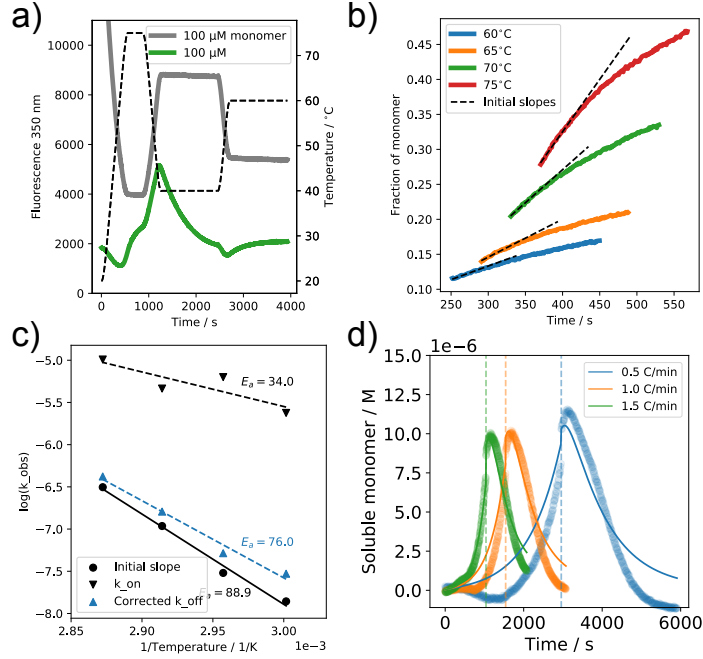 a)
10000
8000
6000
4000
2000
0
Fluorescence 350 nm
100 μM monomer
100 μM
70
60
50
40
30
20
Temperature / °C
0
1000
2000
3000
4000
Time / s
b)
0.45
0.40
0.35
0.30
0.25
0.20
0.15
0.10
Fraction of monomer
60°C
65°C
70°C
75°C
Initial slopes
250
300
350
400
450
500
550
Time / s
c)
-5.0
-5.5
-6.0
-6.5
-7.0
-7.5
-8.0
log(k_obs)
E_a = 34.0
E_a = 76.0
E_a = 88.9
Initial slope
k_on
Corrected k_off
2.85
2.90
2.95
3.00
1e−3
1/Temperature / 1/K
d)
1e−6
15.0
12.5
10.0
7.5
5.0
2.5
0.0
Soluble monomer / M
0.5 C/min
1.0 C/min
1.5 C/min
0
2000
4000
6000
Time / s